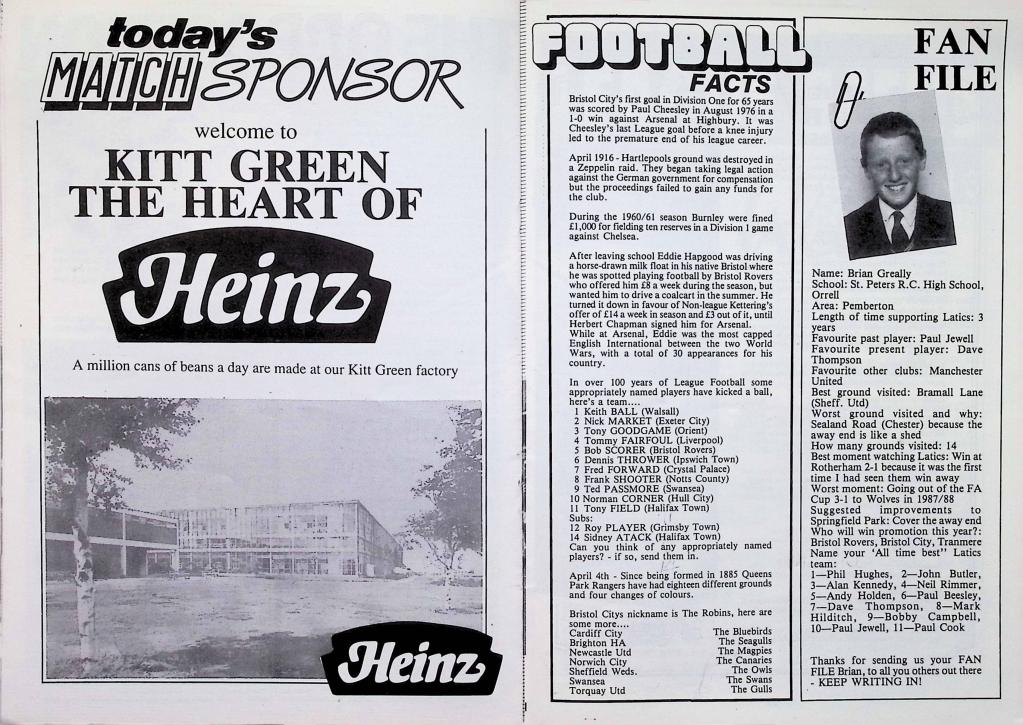 today's
MATCH SPONSOR
welcome to
KITT GREEN
THE HEART OF
Heinz
A million cans of beans a day are made at our Kitt Green factory
Heinz
FOOTBALL
FACTS
Bristol City's first goal in Division One for 65 years
was scored by Paul Cheesley in August 1976 in a
1-0 win against Arsenal at Highbury. It was
Cheesley's last League goal before a knee injury
led to the premature end of his league career.
April 1916 - Hartlepools ground was destroyed in
a Zeppelin raid. They began taking legal action
against the German government for compensation
but the proceedings failed to gain any funds for
the club.
During the 1960/61 season Burnley were fined
£1,000 for fielding ten reserves in a Division 1 game
against Chelsea.
After leaving school Eddie Hapgood was driving
a horse-drawn milk float in his native Bristol where
he was spotted playing football by Bristol Rovers
who offered him £8 a week during the season, but
wanted him to drive a coalcart in the summer. He
turned it down in favour of Non-league Kettering's
offer of £14 a week in season and £3 out of it, until
Herbert Chapman signed him for Arsenal.
While at Arsenal, Eddie was the most capped
English International between the two World
Wars, with a total of 30 appearances for his
country.
In over 100 years of League Football some
appropriately named players have kicked a ball,
here's a team....
1 Keith BALL (Walsall)
2 Nick MARKET (Exeter City)
3 Tony GOODGAME (Orient)
4 Tommy FAIRFOUL (Liverpool)
5 Bob SCORER (Bristol Rovers)
6 Dennis THROWER (Ipswich Town)
7 Fred FORWARD (Crystal Palace)
8 Frank SHOOTER (Notts County)
9 Ted PASSMORE (Swansea)
10 Norman CORNER (Hull City)
11 Tony FIELD (Halifax Town)
Subs:
12 Roy PLAYER (Grimsby Town)
14 Sidney ATACK (Halifax Town)
Can you think of any appropriately named
players? - if so, send them in.
April 4th - Since being formed in 1885 Queens
Park Rangers have had eighteen different grounds
and four changes of colours.
Bristol Citys nickname is The Robins, here are
some more....
Cardiff City The Bluebirds
Brighton HA The Seagulls
Newcastle Utd The Magpies
Norwich City The Canaries
Sheffield Weds. The Owls
Swansea The Swans
Torquay Utd The Gulls
FAN
FILE
Name: Brian Greally
School: St. Peters R.C. High School,
Orrell
Area: Pemberton
Length of time supporting Latics: 3
years
Favourite past player: Paul Jewell
Favourite present player: Dave
Thompson
Favourite other clubs: Manchester
United
Best ground visited: Bramall Lane
(Sheff. Utd)
Worst ground visited and why:
Sealand Road (Chester) because the
away end is like a shed
How many grounds visited: 14
Best moment watching Latics: Win at
Rotherham 2-1 because it was the first
time I had seen them win away
Worst moment: Going out of the FA
Cup 3-1 to Wolves in 1987/88
Suggested improvements to
Springfield Park: Cover the away end
Who will win promotion this year?:
Bristol Rovers, Bristol City, Tranmere
Name your 'All time best" Latics
team:
1—Phil Hughes, 2—John Butler,
3—Alan Kennedy, 4—Neil Rimmer,
5—Andy Holden, 6—Paul Beesley,
7—Dave Thompson, 8—Mark
Hilditch, 9—Bobby Campbell,
10—Paul Jewell, 11—Paul Cook
Thanks for sending us your FAN
FILE Brian, to all you others out there
- KEEP WRITING IN!